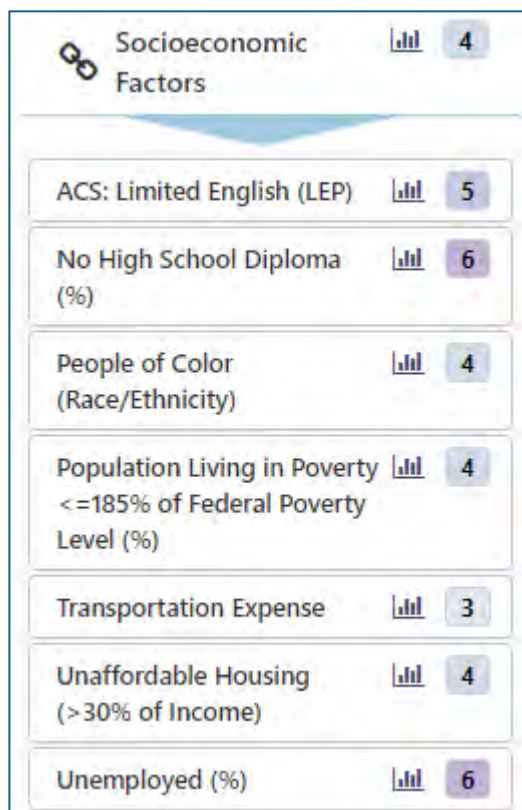 Socioeconomic 4
Factors
ACS: Limited English (LEP) 5
No High School Diploma 6
(%)
People of Color 4
(Race/Ethnicity)
Population Living in Poverty 4
<=185% of Federal Poverty
Level (%)
Transportation Expense 3
Unaffordable Housing 4
(>30% of Income)
Unemployed (%) 6